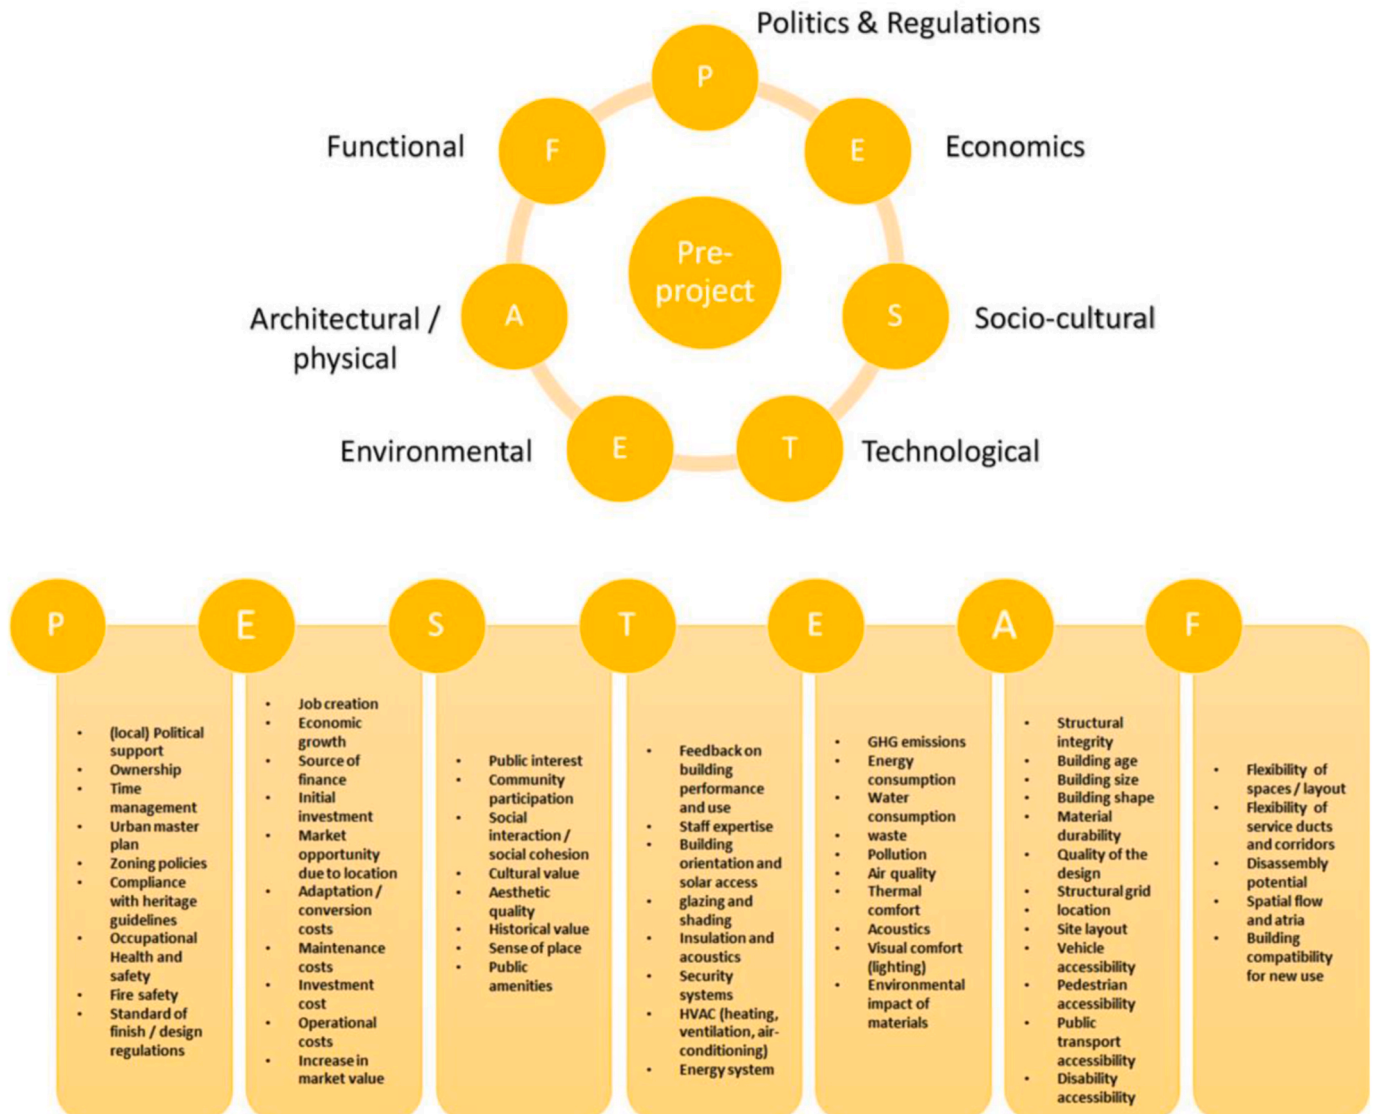 Politics & Regulations
P
Functional
F
E
Economics
Pre-
project
Architectural /
physical
A
S
Socio-cultural
Environmental
E
T
Technological
P
E
S
T
E
A
F
• (local) Political
support
• Ownership
• Time
management
• Urban master
plan
• Zoning policies
• Compliance
with heritage
guidelines
• Occupational
Health and
safety
• Fire safety
• Standard of
finish / design
regulations
• Job creation
• Economic
growth
• Source of
finance
• Initial
investment
• Market
opportunity
due to location
• Adaptation /
conversion
costs
• Maintenance
costs
• Investment
cost
• Operational
costs
• Increase in
market value
• Public interest
• Community
participation
• Social
interaction /
social cohesion
• Cultural value
• Aesthetic
quality
• Historical value
• Sense of place
• Public
amenities
• Feedback on
building
performance
and use
• Staff expertise
• Building
orientation and
solar access
• glazing and
shading
• Insulation and
acoustics
• Security
systems
• HVAC (heating,
ventilation, air-
conditioning)
• Energy system
• GHG emissions
• Energy
consumption
• Water
consumption
• waste
• Pollution
• Air quality
• Thermal
comfort
• Acoustics
• Visual comfort
(lighting)
• Environmental
impact of
materials
• Structural
integrity
• Building age
• Building size
• Building shape
• Material
durability
• Quality of the
design
• Structural grid
• location
• Site layout
• Vehicle
accessibility
• Pedestrian
accessibility
• Public
transport
accessibility
• Disability
accessibility
• Flexibility of
spaces / layout
• Flexibility of
service ducts
and corridors
• Disassembly
potential
• Spatial flow
and atria
• Building
compatibility
for new use